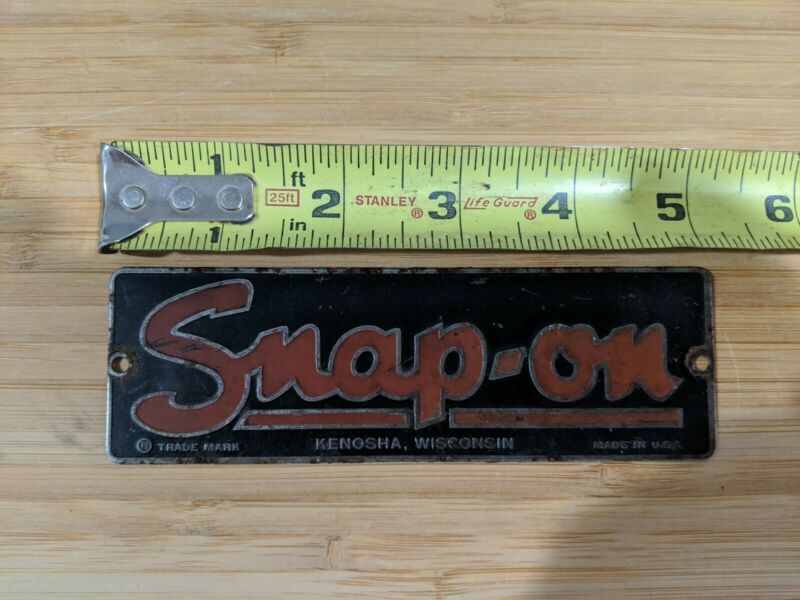 1 ft 25ft 2 STANLEY® 3 Life Guard® 4 5 6
1 in
Snap-on
® TRADE MARK KENOSHA, WISCONSIN MADE IN U.S.A.